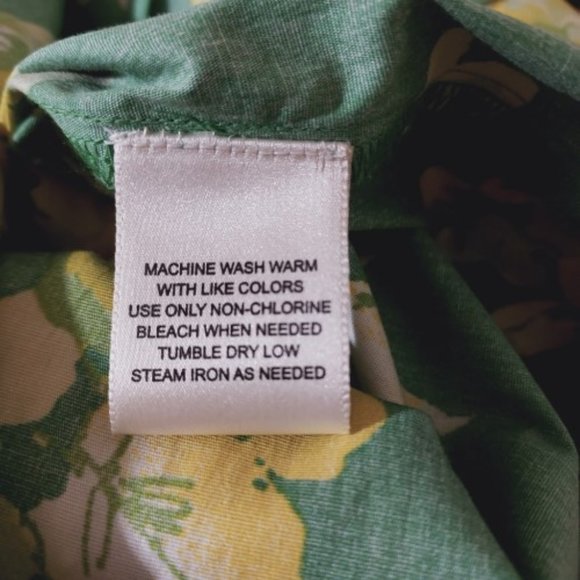 MACHINE WASH WARM
WITH LIKE COLORS
USE ONLY NON-CHLORINE
BLEACH WHEN NEEDED
TUMBLE DRY LOW
STEAM IRON AS NEEDED